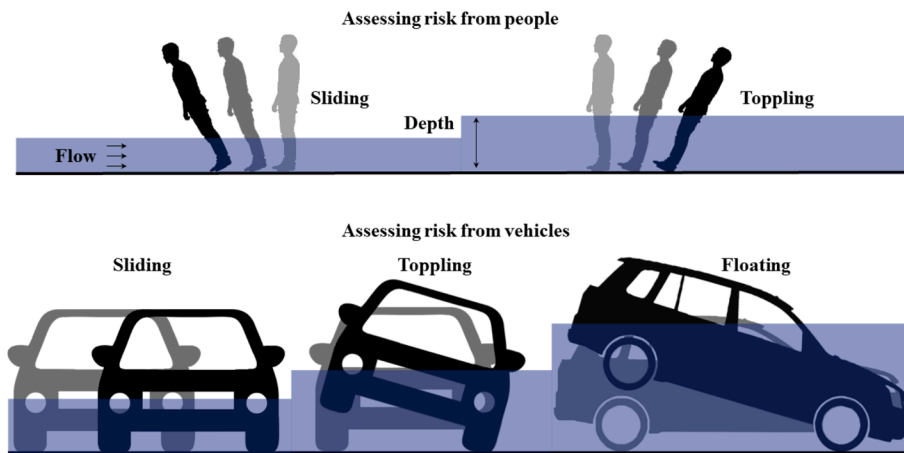 Assessing risk from people
Sliding
Toppling
Depth
Flow
Assessing risk from vehicles
Sliding
Toppling
Floating